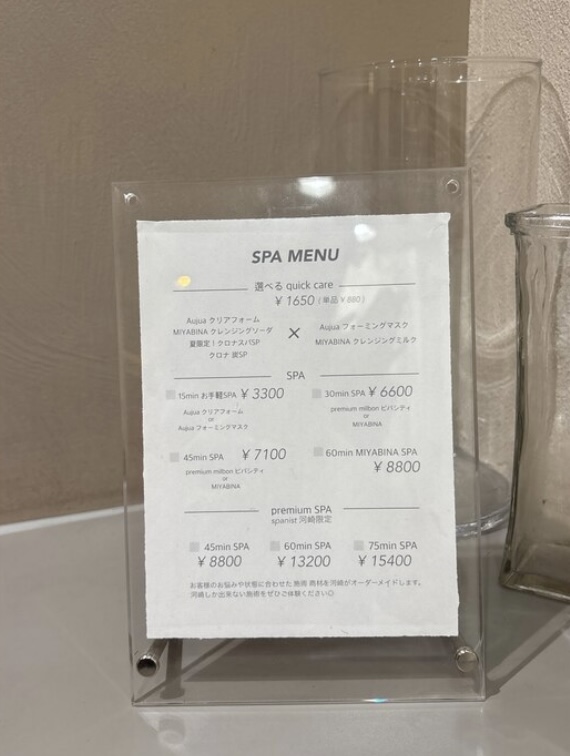 SPA MENU
選べる quick care
¥1650 (単品¥880)
Aujua クリアフォーム
MIYABINA クレンジングソーダ
夏限定!クロナスパSP
クロナ 炭SP
×
Aujua フォーミングマスク
MIYABINA クレンジングミルク
SPA
15min お手軽SPA ¥3300
Aujua クリアフォーム
or
Aujua フォーミングマスク
30min SPA ¥6600
premium milbon ビバシティ
or
MIYABINA
45min SPA ¥7100
premium milbon ビバシティ
or
MIYABINA
60min MIYABINA SPA
¥8800
premium SPA
spanist 河崎限定
45min SPA
¥8800
60min SPA
¥13200
75min SPA
¥15400
お客様のお悩みや状態に合わせた 施術 商材を河崎がオーダーメイドします。
河崎しか出来ない施術をぜひご体験ください◎